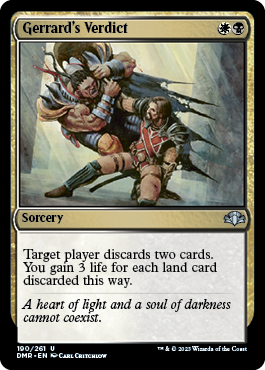 Gerrard's Verdict
Sorcery
Target player discards two cards.
You gain 3 life for each land card
discarded this way.
A heart of light and a soul of darkness
cannot coexist.
190/261 U
DMR • EN Carl Critchlow
™ & © 2023 Wizards of the Coast